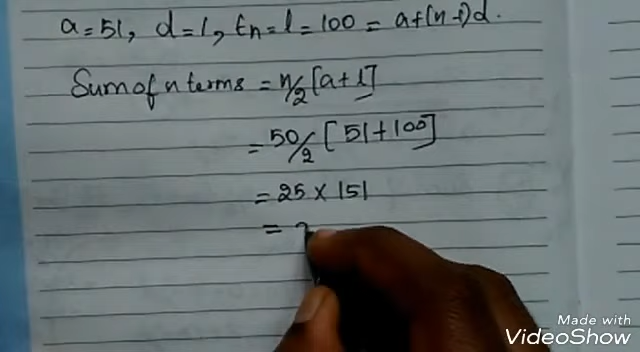 a = 51, d = 1, tn = l = 100 = a+(n-1)d.
Sum of n terms = n/2 [a+l]
= 50/2 [51+100]
= 25 × 151
=
Made with
VideoShow